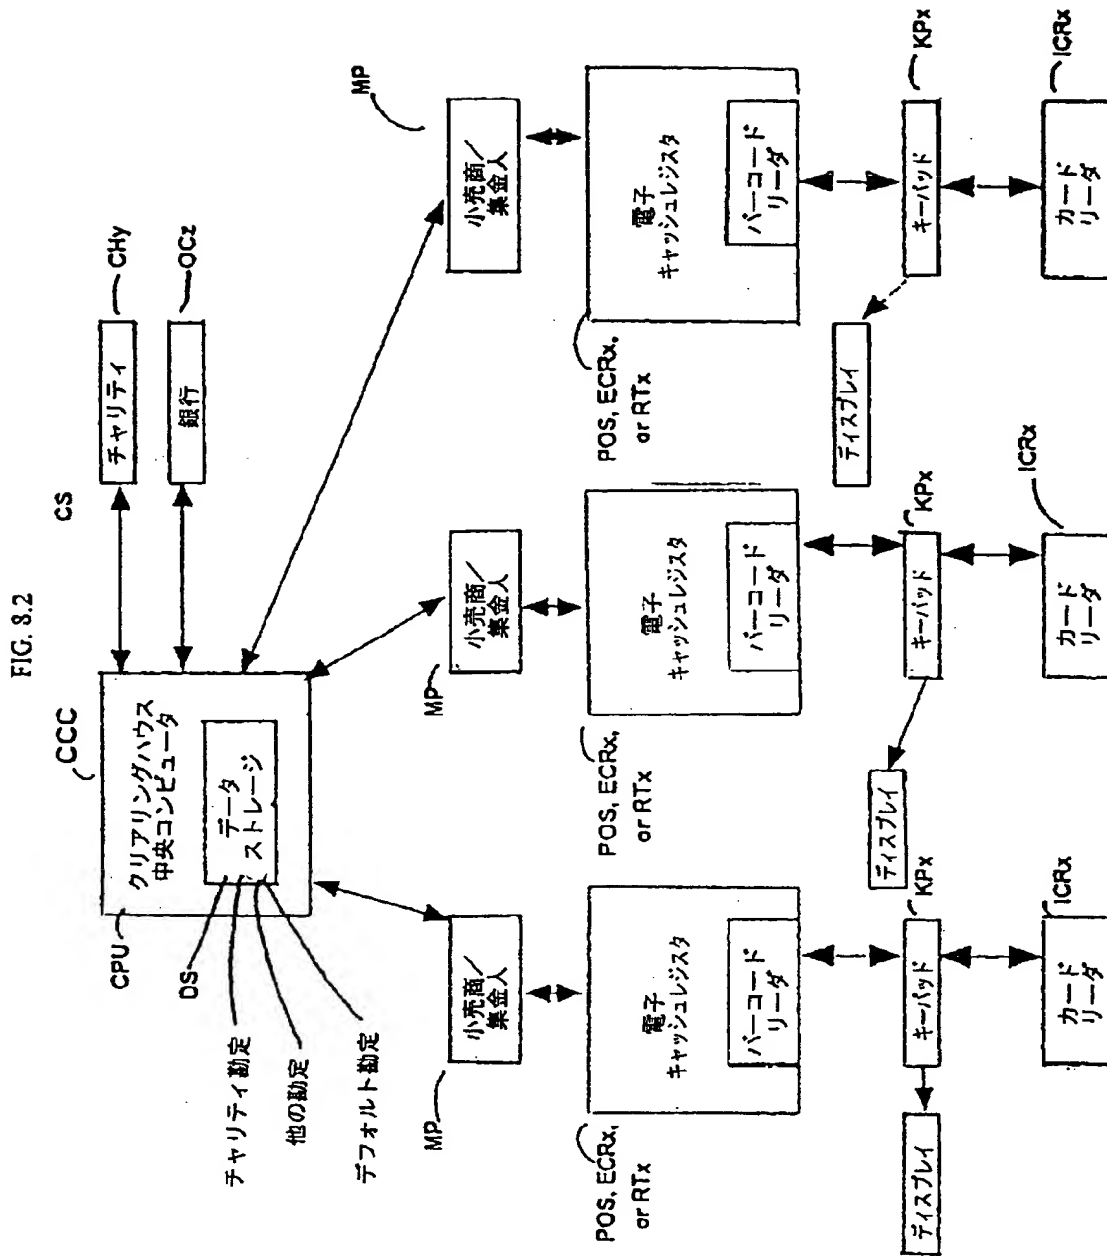 FIG. 8.2
CCC
CS
クリアリングハウス
中央コンピュータ
データ
ストレージ
CPU
DS
チャリティ勘定
他の勘定
デフォルト勘定
チャリティ
CHy
銀行
OCz
MP
小売商/
集金人
MP
小売商/
集金人
MP
小売商/
集金人
POS, ECRx,
or RTx
電子
キャッシュレジスタ
バーコード
リーダ
POS, ECRx,
or RTx
電子
キャッシュレジスタ
バーコード
リーダ
POS, ECRx,
or RTx
電子
キャッシュレジスタ
バーコード
リーダ
ディスプレイ
キーパッド
KPx
ディスプレイ
キーパッド
KPx
ディスプレイ
キーパッド
KPx
カード
リーダ
ICRx
カード
リーダ
ICRx
カード
リーダ
ICRx